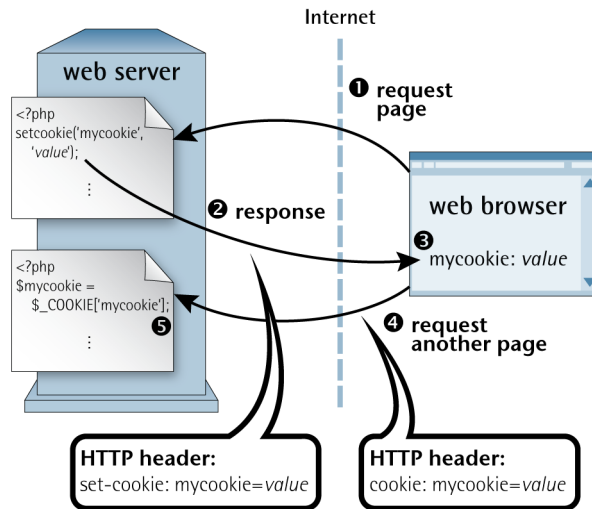 Internet
web server
❶ request
page
<?php
setcookie('mycookie',
'value');
⋮
❷ response
web browser
❸
mycookie: value
<?php
$mycookie =
$_COOKIE['mycookie'];
❺
⋮
❹ request
another page
HTTP header:
set-cookie: mycookie=value
HTTP header:
cookie: mycookie=value